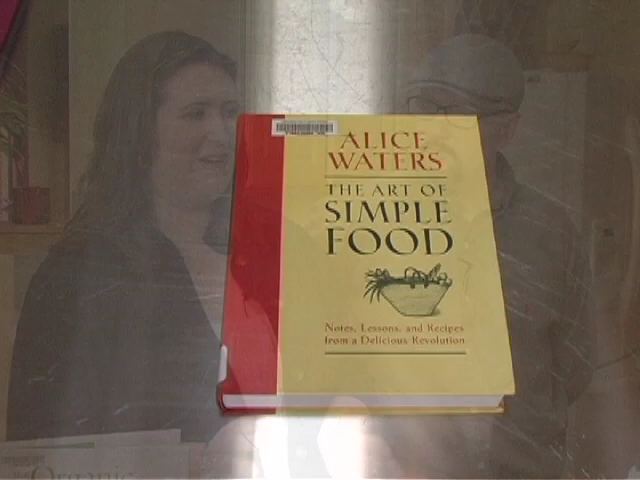 ALICE
WATERS
THE ART OF
SIMPLE
FOOD
Notes, Lessons, and Recipes
from a Delicious Revolution
Organic